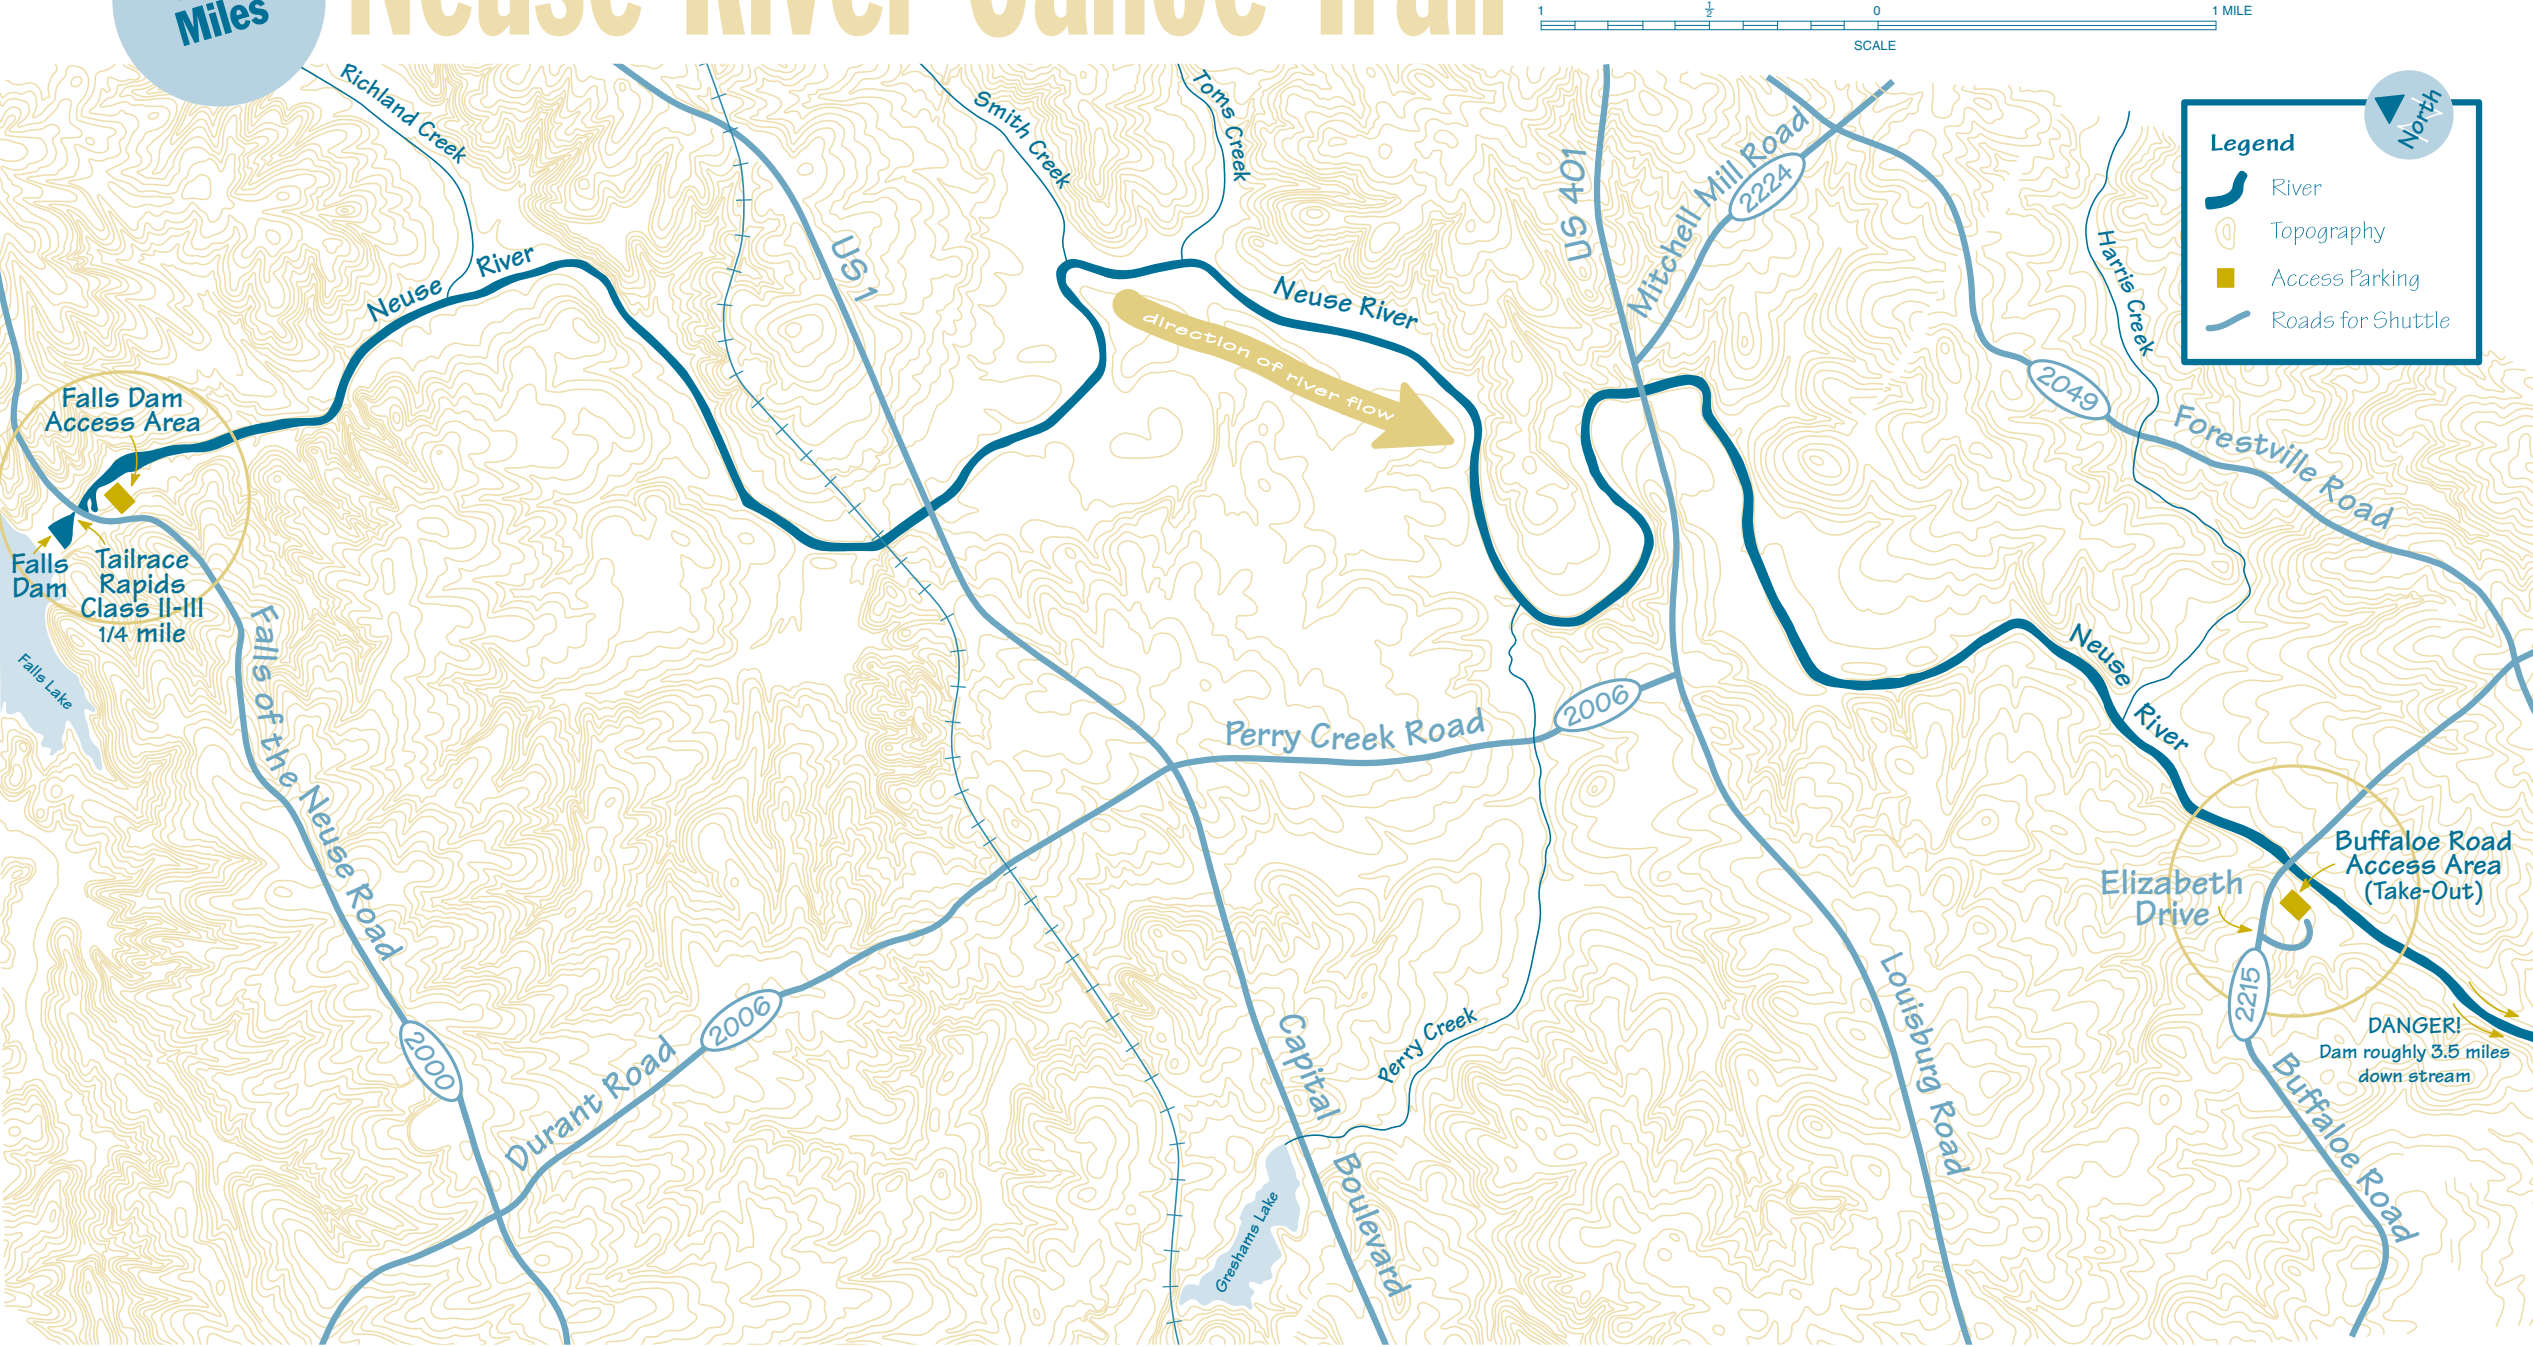 Miles
Neuse River Canoe Trail
1
1/2
0
1 MILE
SCALE
Richland Creek
Smith Creek
Toms Creek
US 401
Mitchell Mill Road
2224
North
Legend
River
Topography
Access Parking
Roads for Shuttle
Harris Creek
US 1
Neuse River
Neuse River
direction of river flow
2049
Forestville Road
Falls Dam
Access Area
Falls
Dam
Tailrace
Rapids
Class II-III
1/4 mile
Falls Lake
Falls of the Neuse Road
2000
Neuse River
Perry Creek Road
2006
Buffaloe Road
Access Area
(Take-Out)
Elizabeth
Drive
2215
DANGER!
Dam roughly 3.5 miles
down stream
Buffaloe Road
Durant Road
2006
Capital Boulevard
Perry Creek
Louisburg Road
Greshams Lake